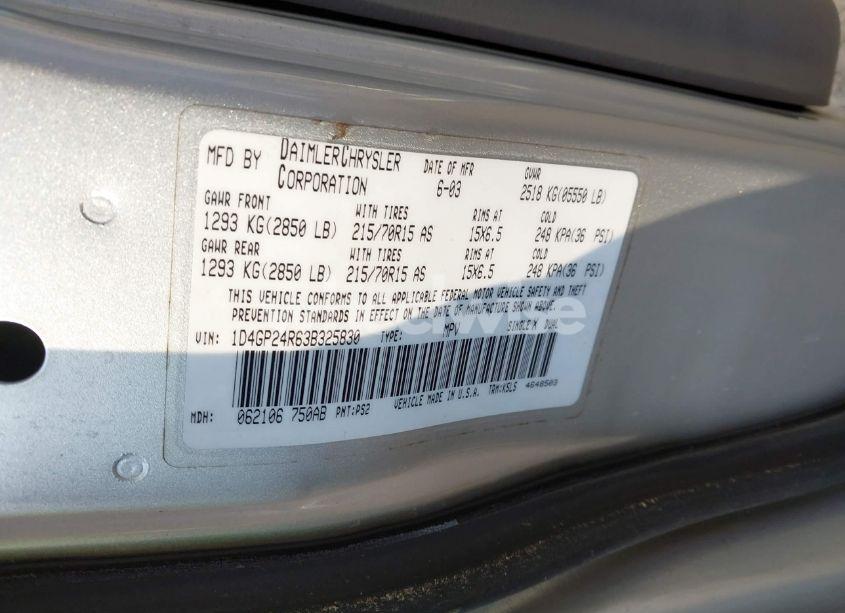 MFD BY DAIMLERCHRYSLER CORPORATION DATE OF MFR 6-03 GVWR 2518 KG(05550 LB)
GAWR FRONT WITH TIRES RIMS AT COLD
1293 KG(2850 LB) 215/70R15 AS 15X6.5 248 KPA(36 PSI)
GAWR REAR WITH TIRES RIMS AT COLD
1293 KG(2850 LB) 215/70R15 AS 15X6.5 248 KPA(36 PSI)
THIS VEHICLE CONFORMS TO ALL APPLICABLE FEDERAL MOTOR VEHICLE SAFETY AND THEFT
PREVENTION STANDARDS IN EFFECT ON THE DATE OF MANUFACTURE SHOWN ABOVE.
VIN: 1D4GP24R63B325830 TYPE: MPV SINGLE X DUAL
MDH: 062106 750AB PNT:PS2 VEHICLE MADE IN U.S.A. TRM:K5L5 4648503